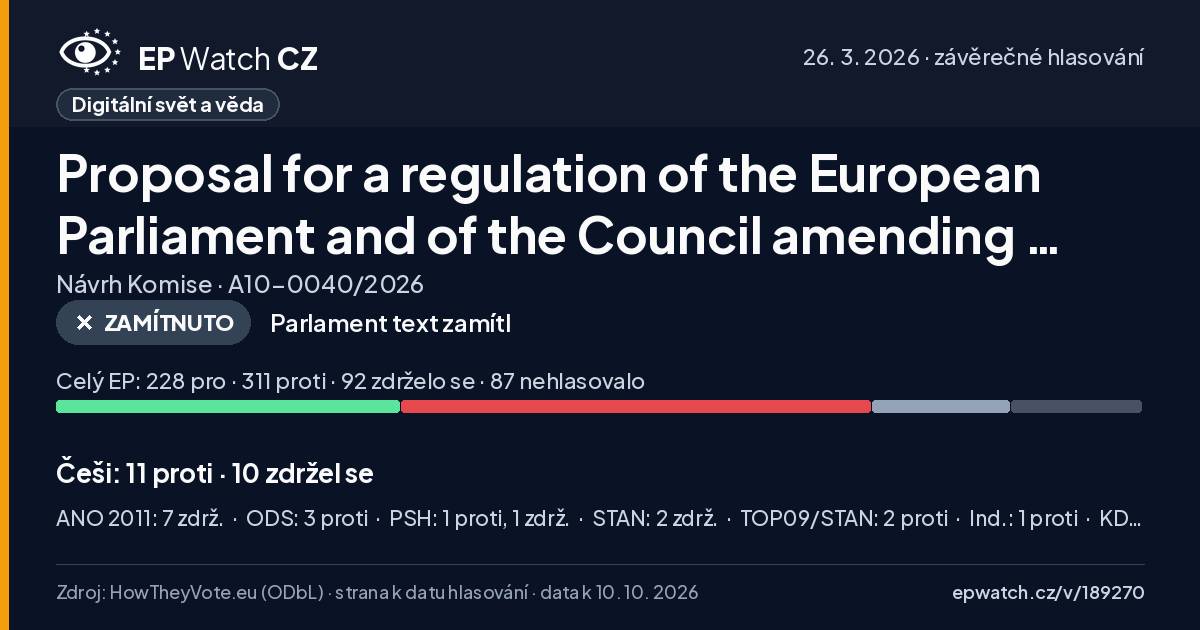 EP Watch CZ
26. 3. 2026 · závěrečné hlasování
Digitální svět a věda
Proposal for a regulation of the European
Parliament and of the Council amending …
Návrh Komise · A10-0040/2026
✕ ZAMÍTNUTO Parlament text zamítl
Celý EP: 228 pro · 311 proti · 92 zdrželo se · 87 nehlasovalo
Češi: 11 proti · 10 zdržel se
ANO 2011: 7 zdrž. · ODS: 3 proti · PSH: 1 proti, 1 zdrž. · STAN: 2 zdrž. · TOP09/STAN: 2 proti · Ind.: 1 proti · KD…
Zdroj: HowTheyVote.eu (ODbL) · strana k datu hlasování · data k 10. 10. 2026
epwatch.cz/v/189270